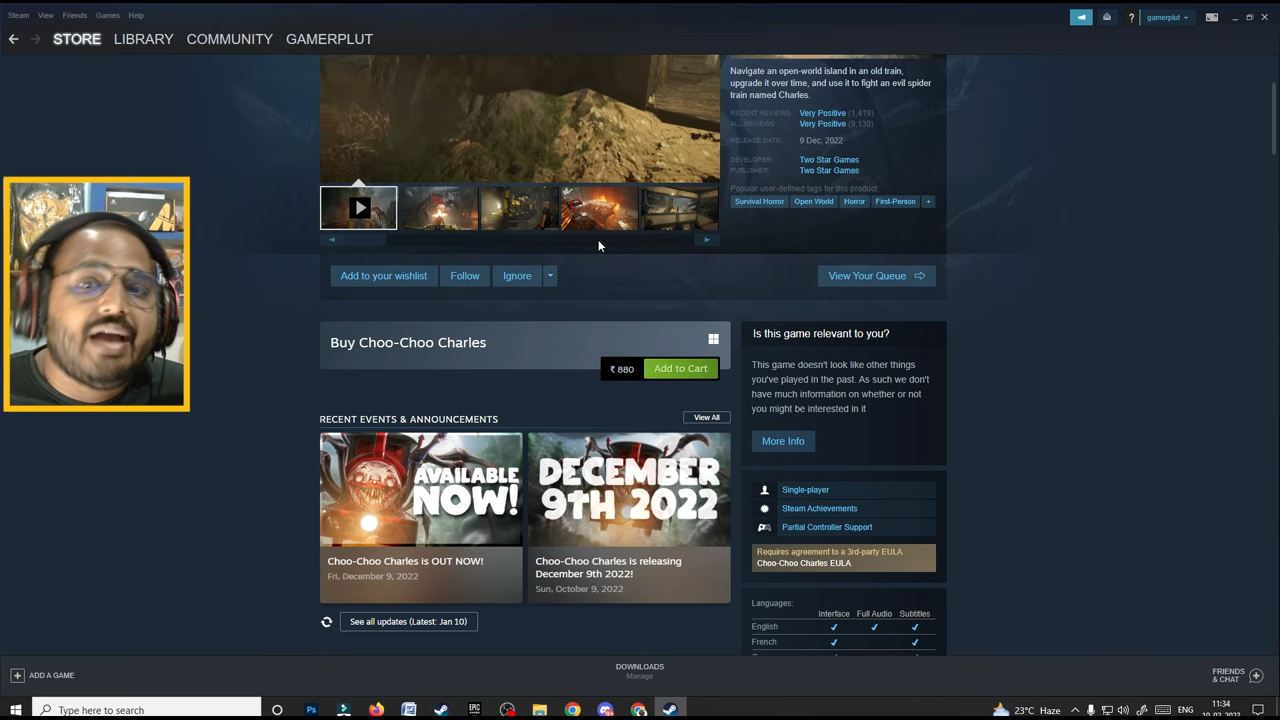 Steam View Friends Games Help
gamerplut
STORE LIBRARY COMMUNITY GAMERPLUT
Navigate an open-world island in an old train,
upgrade it over time, and use it to fight an evil spider
train named Charles.
RECENT REVIEWS: Very Positive (1,419)
ALL REVIEWS: Very Positive (9,130)
RELEASE DATE: 9 Dec, 2022
DEVELOPER: Two Star Games
PUBLISHER: Two Star Games
Popular user-defined tags for this product:
Survival Horror Open World Horror First-Person +
Add to your wishlist Follow Ignore View Your Queue
Buy Choo-Choo Charles
₹ 880 Add to Cart
Is this game relevant to you?
This game doesn't look like other things
you've played in the past. As such we don't
have much information on whether or not
you might be interested in it
More Info
RECENT EVENTS & ANNOUNCEMENTS View All
AVAILABLE
NOW!
DECEMBER
9TH 2022
Choo-Choo Charles is OUT NOW!
Fri, December 9, 2022
Choo-Choo Charles is releasing
December 9th 2022!
Sun, October 9, 2022
See all updates (Latest: Jan 10)
Single-player
Steam Achievements
Partial Controller Support
Requires agreement to a 3rd-party EULA
Choo-Choo Charles EULA
Languages:
Interface Full Audio Subtitles
English ✔ ✔ ✔
French ✔ ✔
ADD A GAME
DOWNLOADS
Manage
FRIENDS
& CHAT
Type here to search
23°C Haze
ENG
11:34